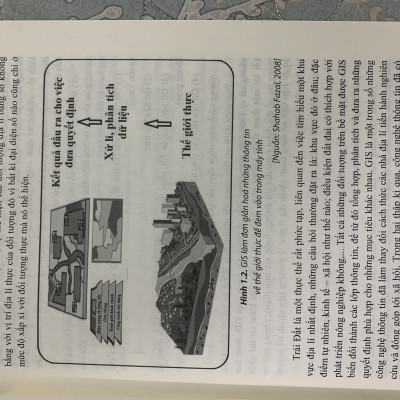 bằng với vị trí địa lí thực của đối tượng đó vì bất kì đại diện số nào cũng chỉ ở
mức độ xấp xỉ với đối tượng thực mà nó thể hiện.
Kết quả đầu ra cho việc
đưa quyết định
Xử lí, phân tích
dữ liệu
Thế giới thực
Hình 1.2. GIS làm đơn giản hoá những thông tin
về thế giới thực để đem vào trong máy tính
[Nguồn: Shahab Fazal, 2008]
Trái Đất là một thực thể rất phức tạp, liên quan đến việc tìm hiểu một khu
vực địa lí nhất định, những câu hỏi thường đặt ra là: khu vực đó ở đâu; đặc
điểm tự nhiên, kinh tế – xã hội như thế nào; điều kiện đất đai có thích hợp với
phát triển nông nghiệp không,... Tất cả những đối tượng trên bề mặt được GIS
biến đổi thành các lớp thông tin, để từ đó tổng hợp, phân tích và đưa ra những
quyết định phù hợp cho những mục tiêu khác nhau. GIS là một trong số những
công nghệ thông tin đã làm thay đổi cách thức các nhà địa lí tiến hành nghiên
cứu và đóng góp tới xã hội. Trong hai thập kỉ qua, công nghệ thông tin đã có